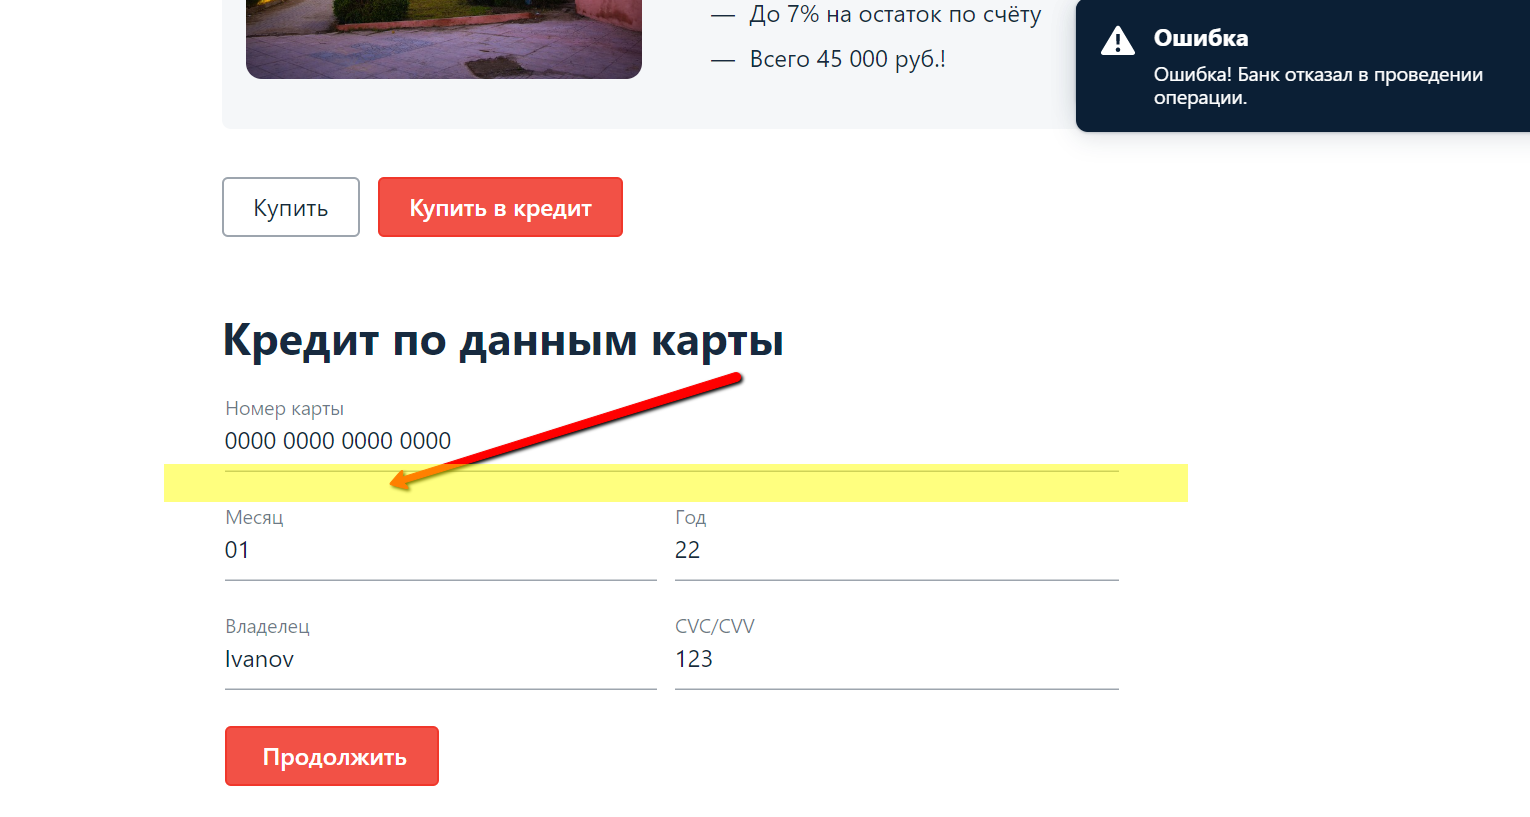 — До 7% на остаток по счёту
— Всего 45 000 руб.!
Ошибка
Ошибка! Банк отказал в проведении
операции.
Купить
Купить в кредит
Кредит по данным карты
Номер карты
0000 0000 0000 0000
Месяц
Год
01
22
Владелец
CVC/CVV
Ivanov
123
Продолжить